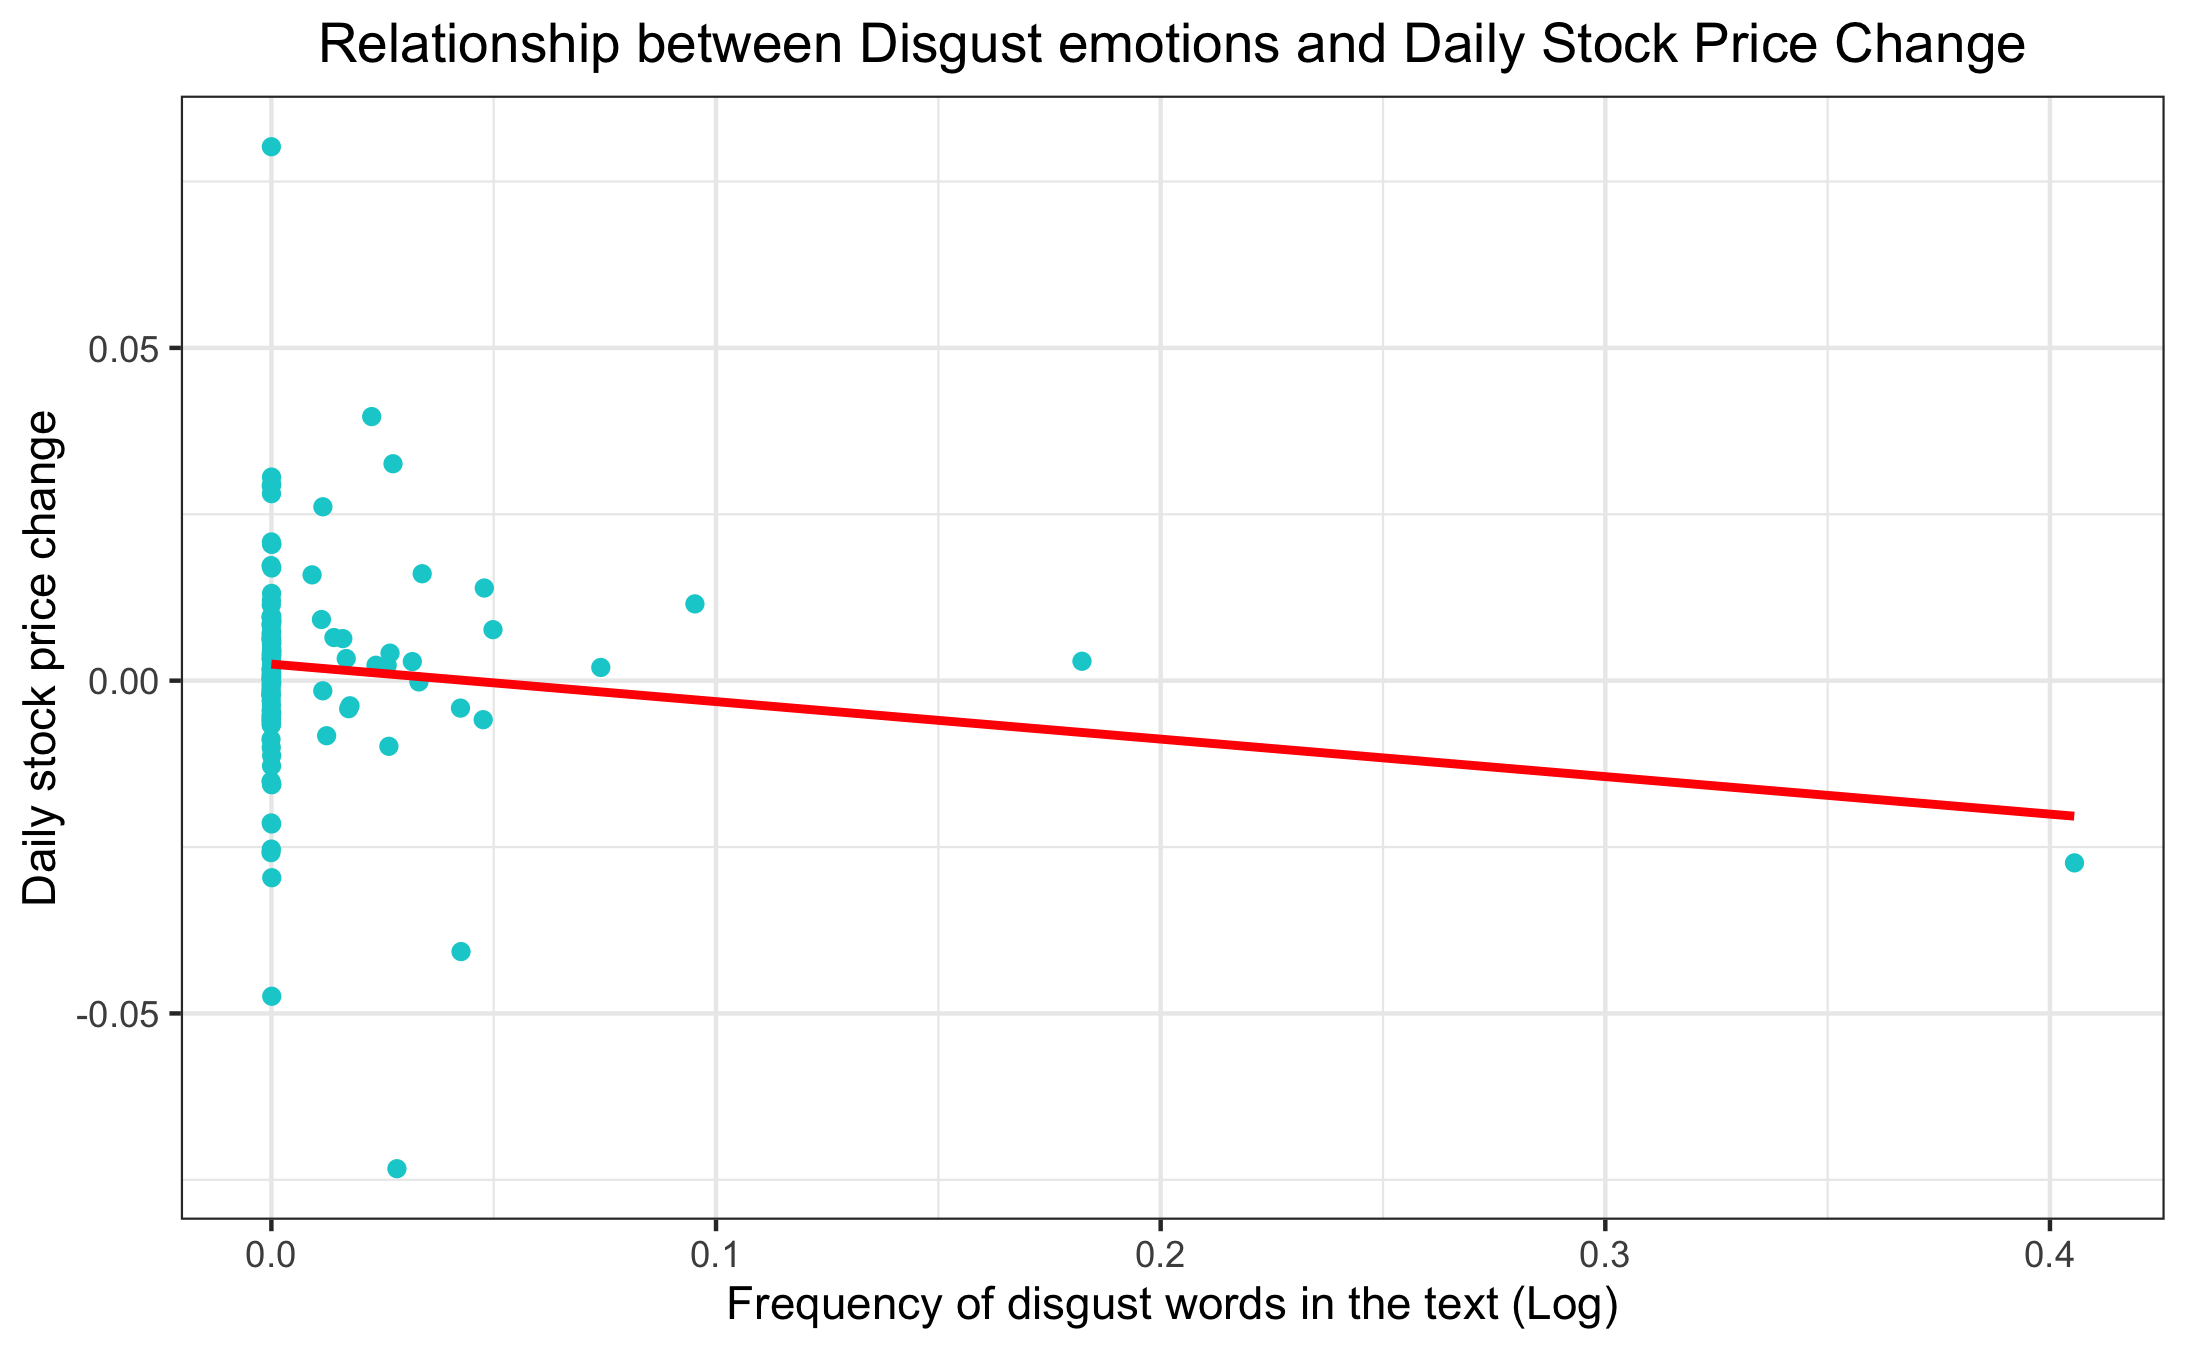 Relationship between Disgust emotions and Daily Stock Price Change
Daily stock price change
0.05
0.00
-0.05
0.0 0.1 0.2 0.3 0.4
Frequency of disgust words in the text (Log)